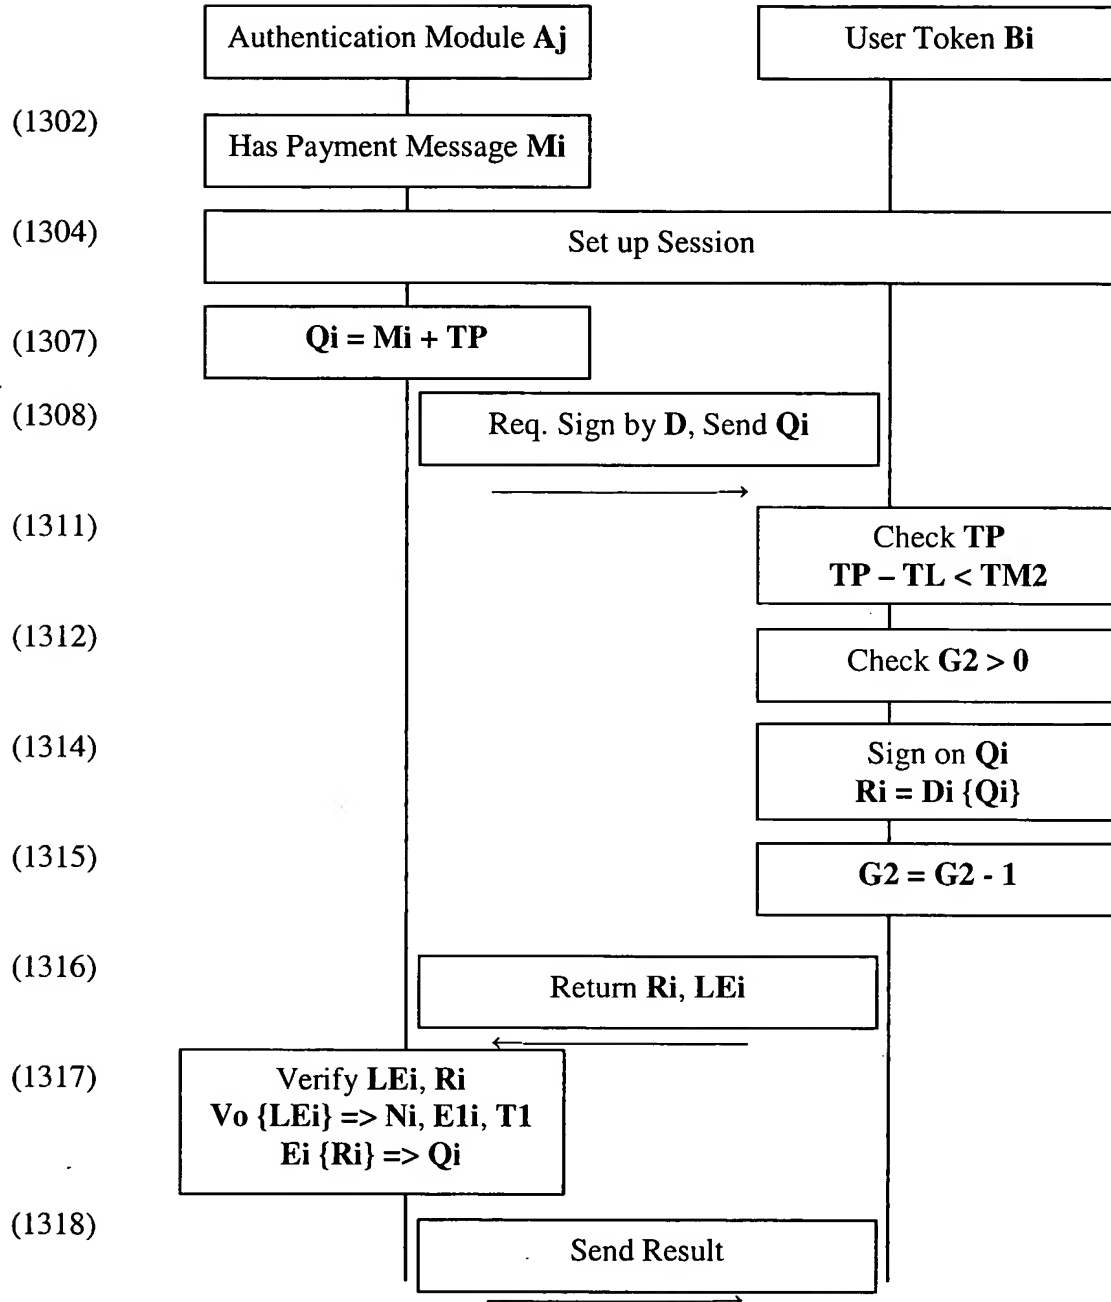 Authentication Module Aj
User Token Bi
(1302)
Has Payment Message Mi
(1304)
Set up Session
(1307)
Qi = Mi + TP
(1308)
Req. Sign by D, Send Qi
(1311)
Check TP
TP – TL < TM2
(1312)
Check G2 > 0
(1314)
Sign on Qi
Ri = Di {Qi}
(1315)
G2 = G2 - 1
(1316)
Return Ri, LEi
(1317)
Verify LEi, Ri
Vo {LEi} => Ni, E1i, T1
Ei {Ri} => Qi
(1318)
Send Result